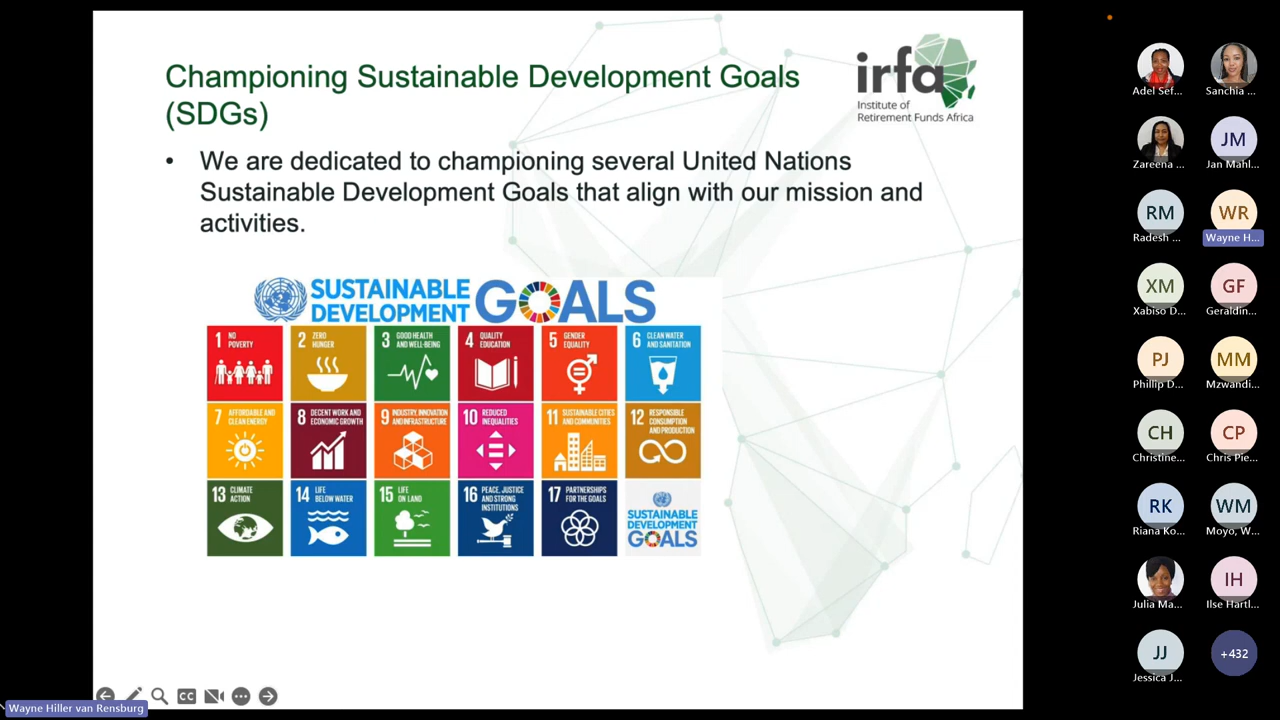 Championing Sustainable Development Goals
(SDGs)
irfa
Institute of
Retirement Funds Africa
• We are dedicated to championing several United Nations
Sustainable Development Goals that align with our mission and
activities.
SUSTAINABLE
DEVELOPMENT
GOALS
1 NO
POVERTY
2 ZERO
HUNGER
3 GOOD HEALTH
AND WELL-BEING
4 QUALITY
EDUCATION
5 GENDER
EQUALITY
6 CLEAN WATER
AND SANITATION
7 AFFORDABLE AND
CLEAN ENERGY
8 DECENT WORK AND
ECONOMIC GROWTH
9 INDUSTRY, INNOVATION
AND INFRASTRUCTURE
10 REDUCED
INEQUALITIES
11 SUSTAINABLE CITIES
AND COMMUNITIES
12 RESPONSIBLE
CONSUMPTION
AND PRODUCTION
13 CLIMATE
ACTION
14 LIFE
BELOW WATER
15 LIFE
ON LAND
16 PEACE, JUSTICE
AND STRONG
INSTITUTIONS
17 PARTNERSHIPS
FOR THE GOALS
SUSTAINABLE
DEVELOPMENT
GOALS
CC
Wayne Hiller van Rensburg
Adel Sef...
Sanchia ...
Zareena ...
JM
Jan Mahl...
RM
Radesh ...
WR
Wayne H...
XM
Xabiso D...
GF
Geraldin...
PJ
Phillip D...
MM
Mzwandi...
CH
Christine...
CP
Chris Pie...
RK
Riana Ko...
WM
Moyo, W...
Julia Ma...
IH
Ilse Hartl...
JJ
Jessica J...
+432